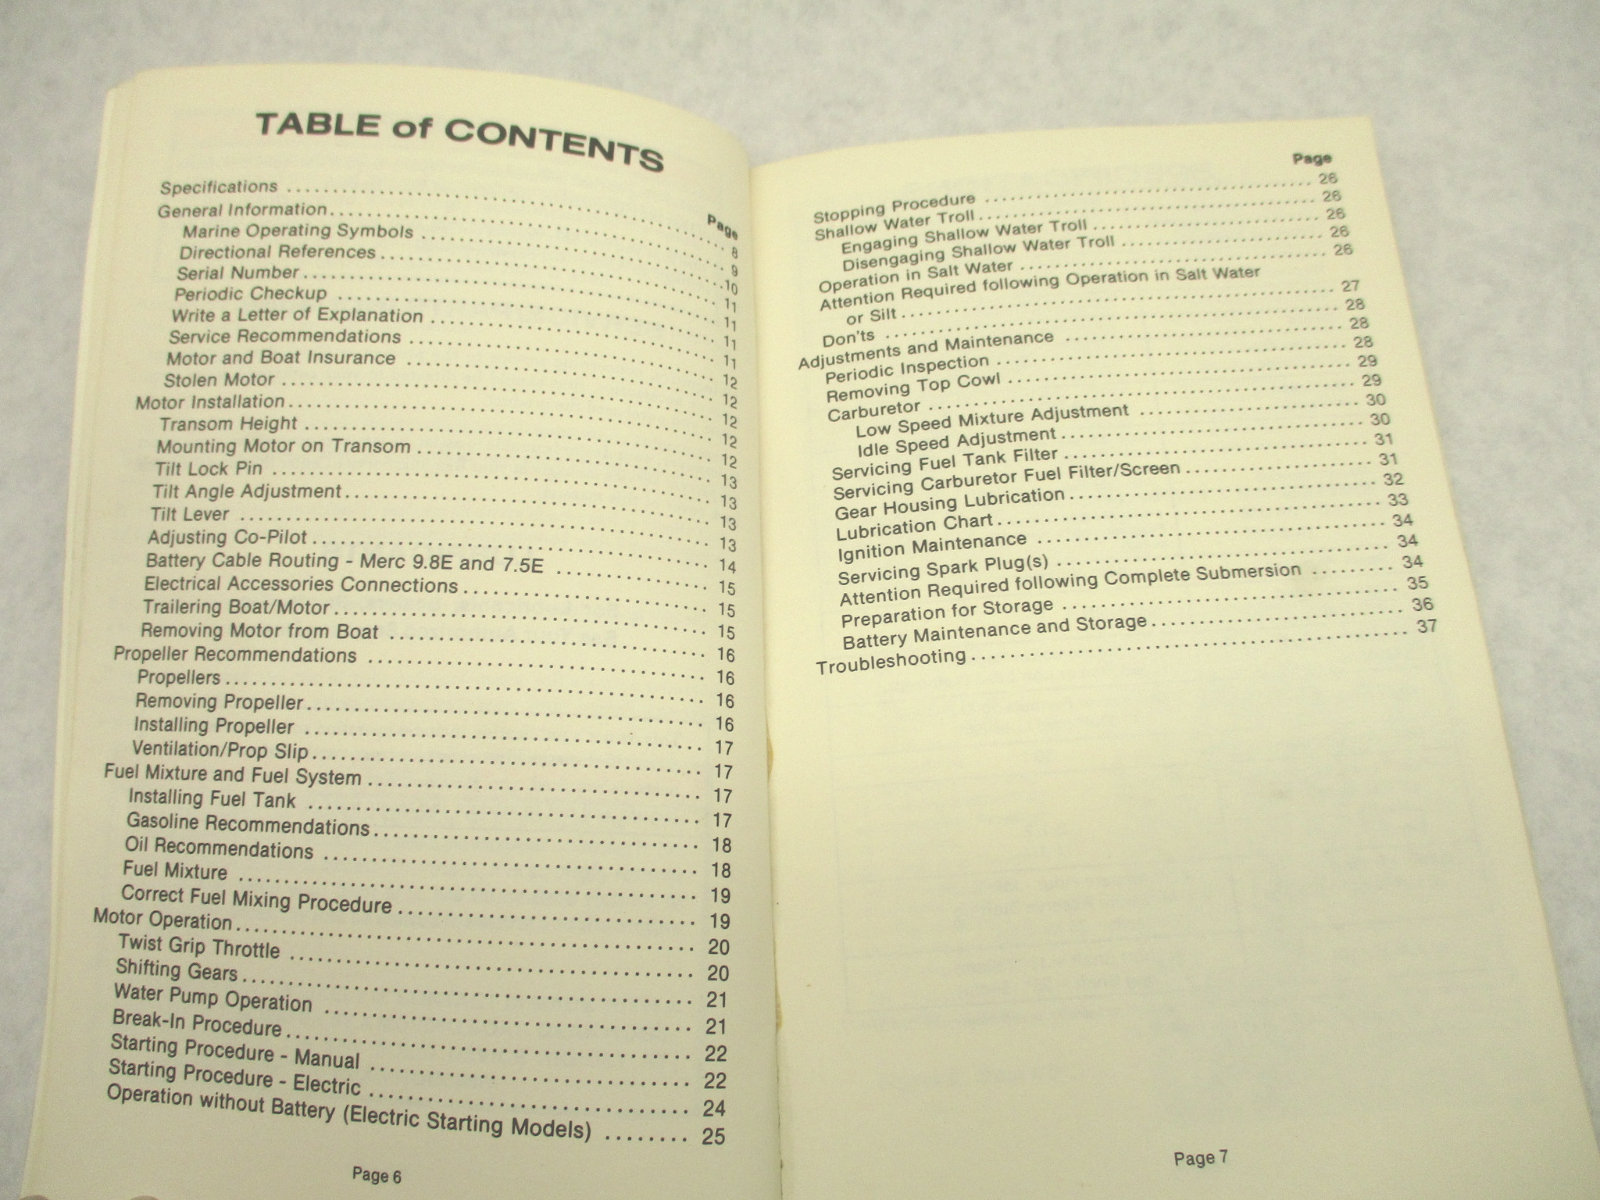 TABLE of CONTENTS
Page
Specifications ........ 8
General Information ........ 9
Marine Operating Symbols ........ 10
Directional References ........ 11
Serial Number ........ 11
Periodic Checkup ........ 11
Write a Letter of Explanation ........ 11
Service Recommendations ........ 12
Motor and Boat Insurance ........ 12
Stolen Motor ........ 12
Motor Installation ........ 12
Transom Height ........ 12
Mounting Motor on Transom ........ 13
Tilt Lock Pin ........ 13
Tilt Angle Adjustment ........ 13
Tilt Lever ........ 13
Adjusting Co-Pilot ........ 14
Battery Cable Routing - Merc 9.8E and 7.5E ........ 15
Electrical Accessories Connections ........ 15
Trailering Boat/Motor ........ 15
Removing Motor from Boat ........ 16
Propeller Recommendations ........ 16
Propellers ........ 16
Removing Propeller ........ 16
Installing Propeller ........ 17
Ventilation/Prop Slip ........ 17
Fuel Mixture and Fuel System ........ 17
Installing Fuel Tank ........ 17
Gasoline Recommendations ........ 18
Oil Recommendations ........ 18
Fuel Mixture ........ 19
Correct Fuel Mixing Procedure ........ 19
Motor Operation ........ 20
Twist Grip Throttle ........ 20
Shifting Gears ........ 21
Water Pump Operation ........ 21
Break-In Procedure ........ 22
Starting Procedure - Manual ........ 22
Starting Procedure - Electric ........ 24
Operation without Battery (Electric Starting Models) ........ 25
Page 6
Page
Stopping Procedure ........ 26
Shallow Water Troll ........ 26
Engaging Shallow Water Troll ........ 26
Disengaging Shallow Water Troll ........ 26
Operation in Salt Water ........ 26
Attention Required following Operation in Salt Water
or Silt ........ 27
Don'ts ........ 28
Adjustments and Maintenance ........ 28
Periodic Inspection ........ 28
Removing Top Cowl ........ 29
Carburetor ........ 29
Low Speed Mixture Adjustment ........ 30
Idle Speed Adjustment ........ 30
Servicing Fuel Tank Filter ........ 31
Servicing Carburetor Fuel Filter/Screen ........ 31
Gear Housing Lubrication ........ 32
Lubrication Chart ........ 33
Ignition Maintenance ........ 34
Servicing Spark Plug(s) ........ 34
Attention Required following Complete Submersion ........ 34
Preparation for Storage ........ 35
Battery Maintenance and Storage ........ 36
Troubleshooting ........ 37
Page 7